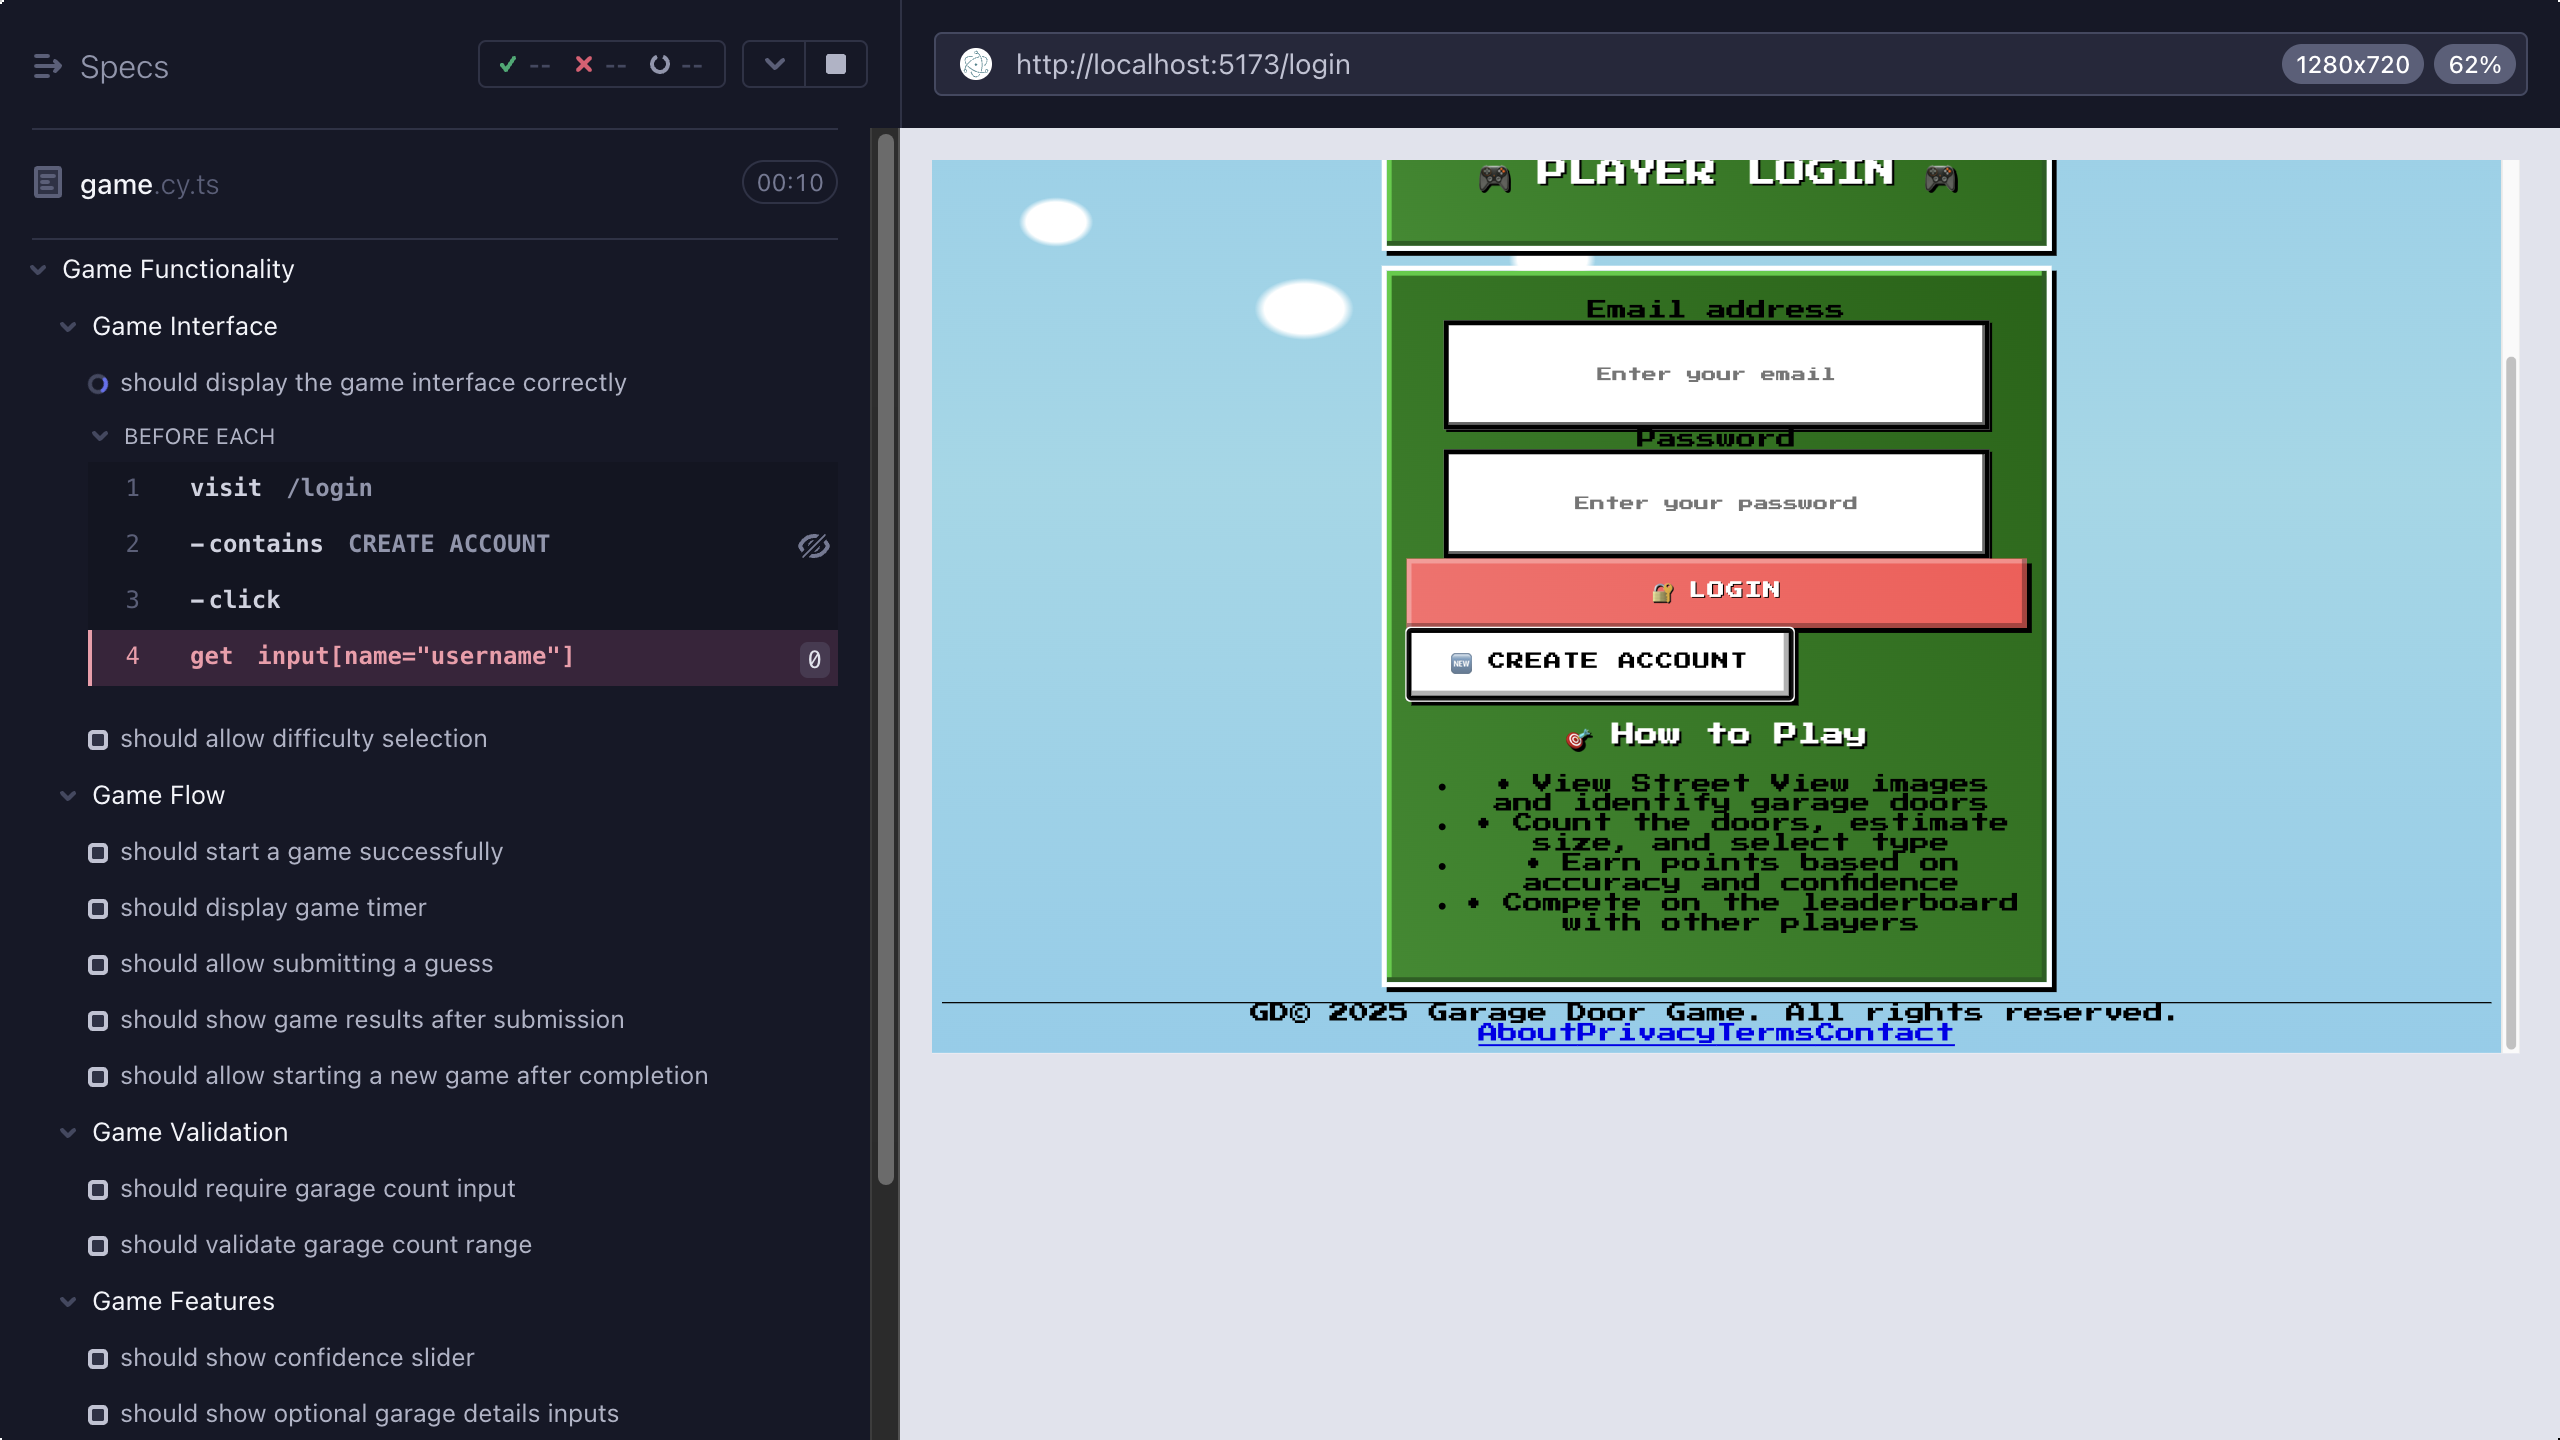 Specs
--
--
--
game.cy.ts
00:10
Game Functionality
Game Interface
should display the game interface correctly
BEFORE EACH
1 visit /login
2 -contains CREATE ACCOUNT
3 -click
4 get input[name="username"] 0
should allow difficulty selection
Game Flow
should start a game successfully
should display game timer
should allow submitting a guess
should show game results after submission
should allow starting a new game after completion
Game Validation
should require garage count input
should validate garage count range
Game Features
should show confidence slider
should show optional garage details inputs
http://localhost:5173/login
1280x720
62%
PLAYER LOGIN
Email address
Enter your email
Password
Enter your password
LOGIN
NEW CREATE ACCOUNT
How to Play
• • View Street View images
and identify garage doors
• • Count the doors, estimate
size, and select type
• • Earn points based on
accuracy and confidence
• • Compete on the leaderboard
with other players
GD© 2025 Garage Door Game. All rights reserved.
AboutPrivacyTermsContact